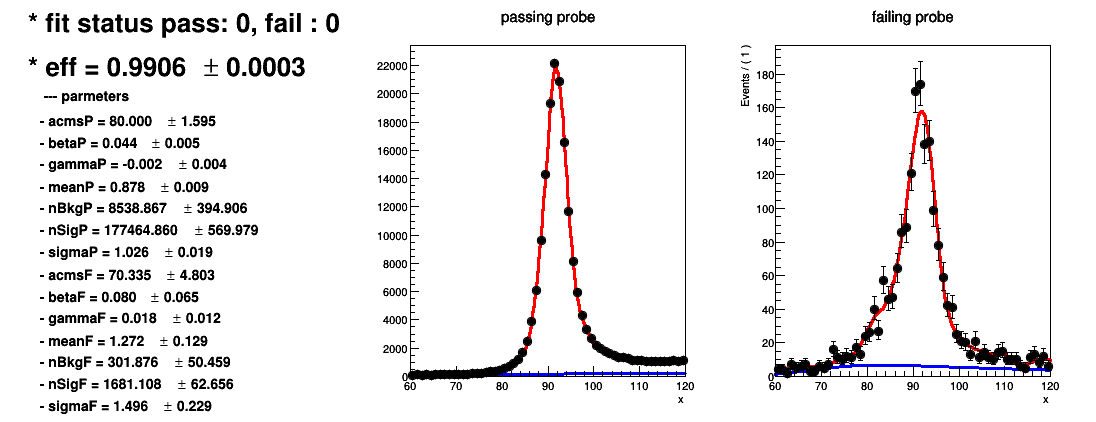 * fit status pass: 0, fail : 0
* eff = 0.9906 ± 0.0003
--- parmeters
- acmsP = 80.000 ± 1.595
- betaP = 0.044 ± 0.005
- gammaP = -0.002 ± 0.004
- meanP = 0.878 ± 0.009
- nBkgP = 8538.867 ± 394.906
- nSigP = 177464.860 ± 569.979
- sigmaP = 1.026 ± 0.019
- acmsF = 70.335 ± 4.803
- betaF = 0.080 ± 0.065
- gammaF = 0.018 ± 0.012
- meanF = 1.272 ± 0.129
- nBkgF = 301.876 ± 50.459
- nSigF = 1681.108 ± 62.656
- sigmaF = 1.496 ± 0.229
passing probe
22000
20000
18000
16000
14000
12000
10000
8000
6000
4000
2000
0
60 70 80 90 100 110 120
x
failing probe
Events / ( 1 )
180
160
140
120
100
80
60
40
20
0
60 70 80 90 100 110 120
x